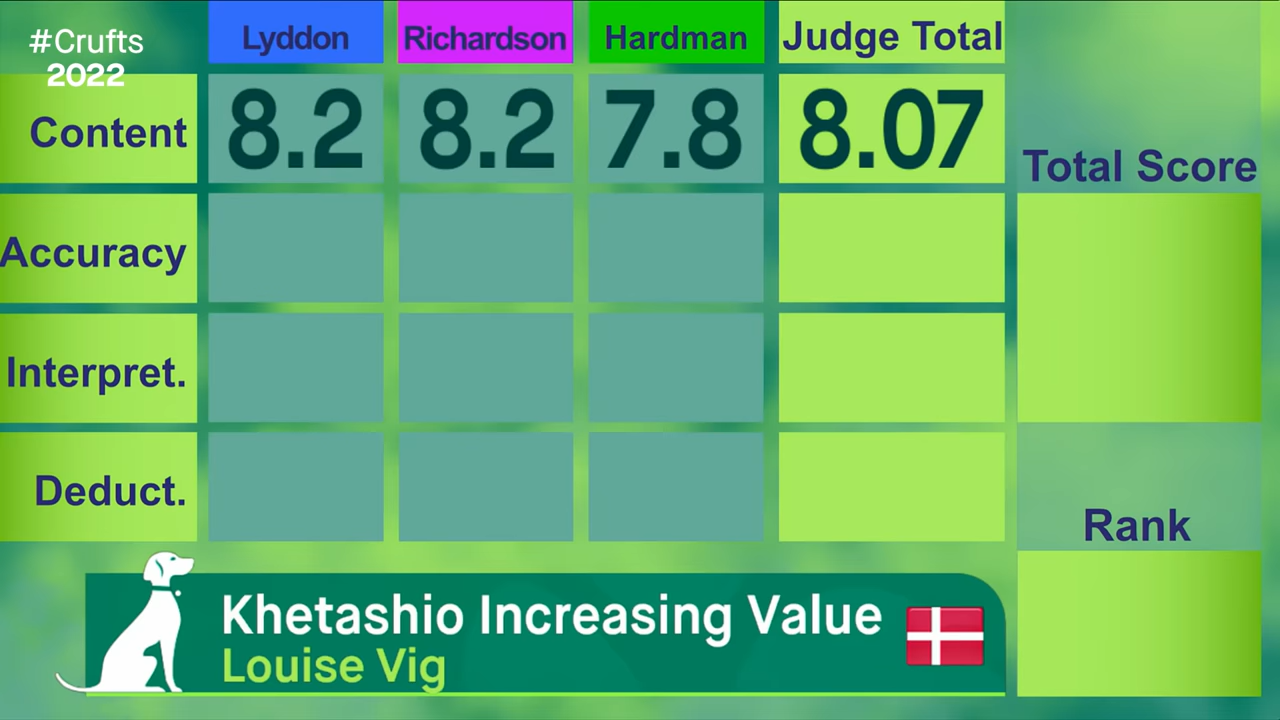 #Crufts
2022
Lyddon Richardson Hardman Judge Total
Content 8.2 8.2 7.8 8.07
Total Score
Accuracy
Interpret.
Deduct.
Rank
Khetashio Increasing Value
Louise Vig